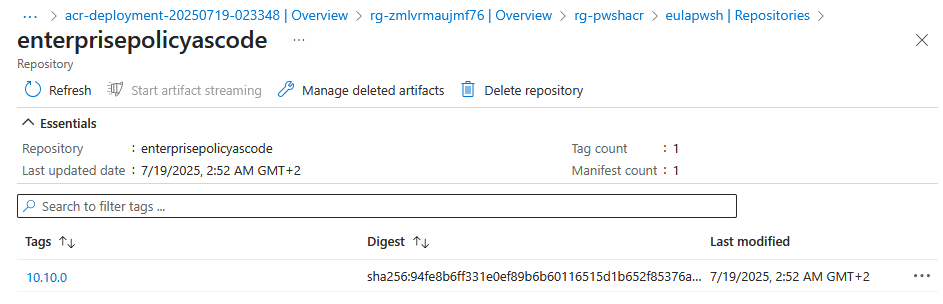 ··· > acr-deployment-20250719-023348 | Overview > rg-zmlvrmaujmf76 | Overview > rg-pwshacr > eulapwsh | Repositories >
enterprisepolicyascode ···
Repository
Refresh Start artifact streaming Manage deleted artifacts Delete repository
Essentials
Repository : enterprisepolicyascode Tag count : 1
Last updated date : 7/19/2025, 2:52 AM GMT+2 Manifest count : 1
Search to filter tags ...
Tags ↑↓ Digest ↑↓ Last modified
10.10.0 sha256:94fe8b6ff331e0ef89b6b60116515d1b652f85376a... 7/19/2025, 2:52 AM GMT+2 ···